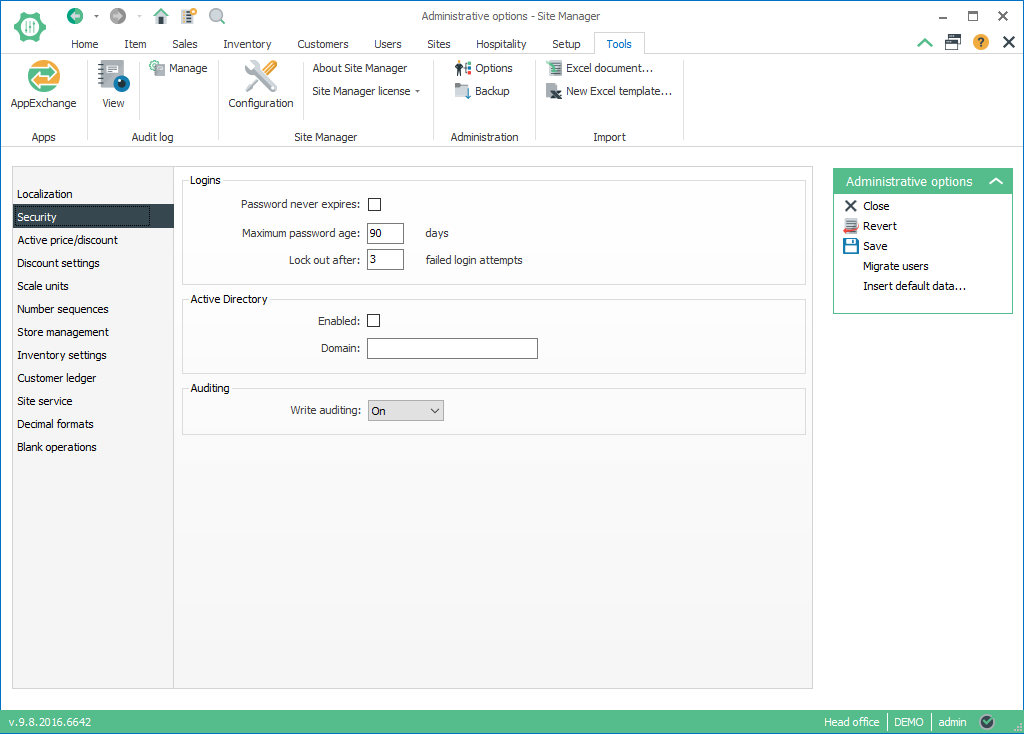 Administrative options - Site Manager
Home Item Sales Inventory Customers Users Sites Hospitality Setup Tools
?
AppExchange
Apps
View
Manage
Audit log
Configuration
About Site Manager
Site Manager license
Site Manager
Options
Backup
Administration
Excel document...
New Excel template...
Import
Localization
Security
Active price/discount
Discount settings
Scale units
Number sequences
Store management
Inventory settings
Customer ledger
Site service
Decimal formats
Blank operations
Logins
Password never expires:
Maximum password age: 90 days
Lock out after: 3 failed login attempts
Active Directory
Enabled:
Domain:
Auditing
Write auditing: On
Administrative options
Close
Revert
Save
Migrate users
Insert default data...
v.9.8.2016.6642
Head office DEMO admin